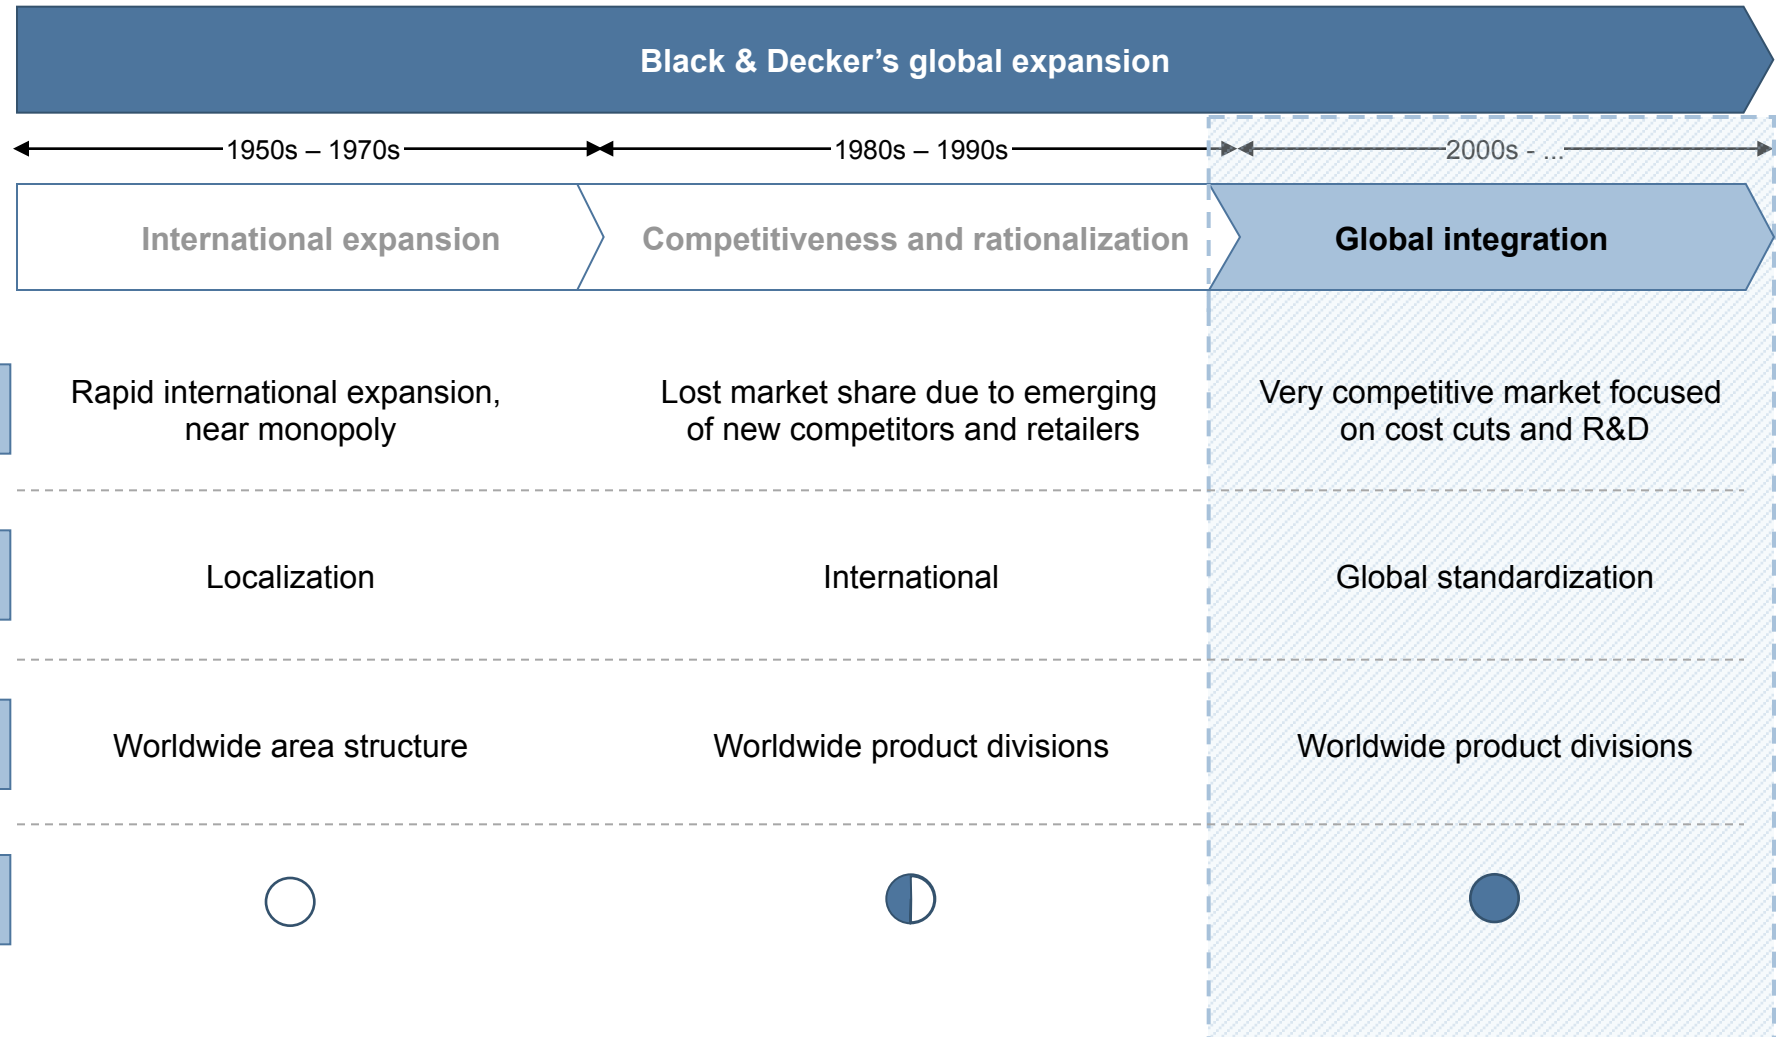 Black & Decker’s global expansion
1950s – 1970s
1980s – 1990s
2000s - ...
International expansion
Competitiveness and rationalization
Global integration
Rapid international expansion,
near monopoly
Lost market share due to emerging
of new competitors and retailers
Very competitive market focused
on cost cuts and R&D
Localization
International
Global standardization
Worldwide area structure
Worldwide product divisions
Worldwide product divisions